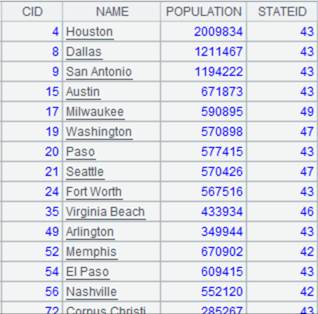 CID NAME POPULATION STATEID
4 Houston 2009834 43
8 Dallas 1211467 43
9 San Antonio 1194222 43
15 Austin 671873 43
17 Milwaukee 590895 49
19 Washington 570898 47
20 Paso 577415 43
21 Seattle 570426 47
24 Fort Worth 567516 43
35 Virginia Beach 433934 46
49 Arlington 349944 43
52 Memphis 670902 42
54 El Paso 609415 43
56 Nashville 552120 42
72 Corpus Christi 285267 43